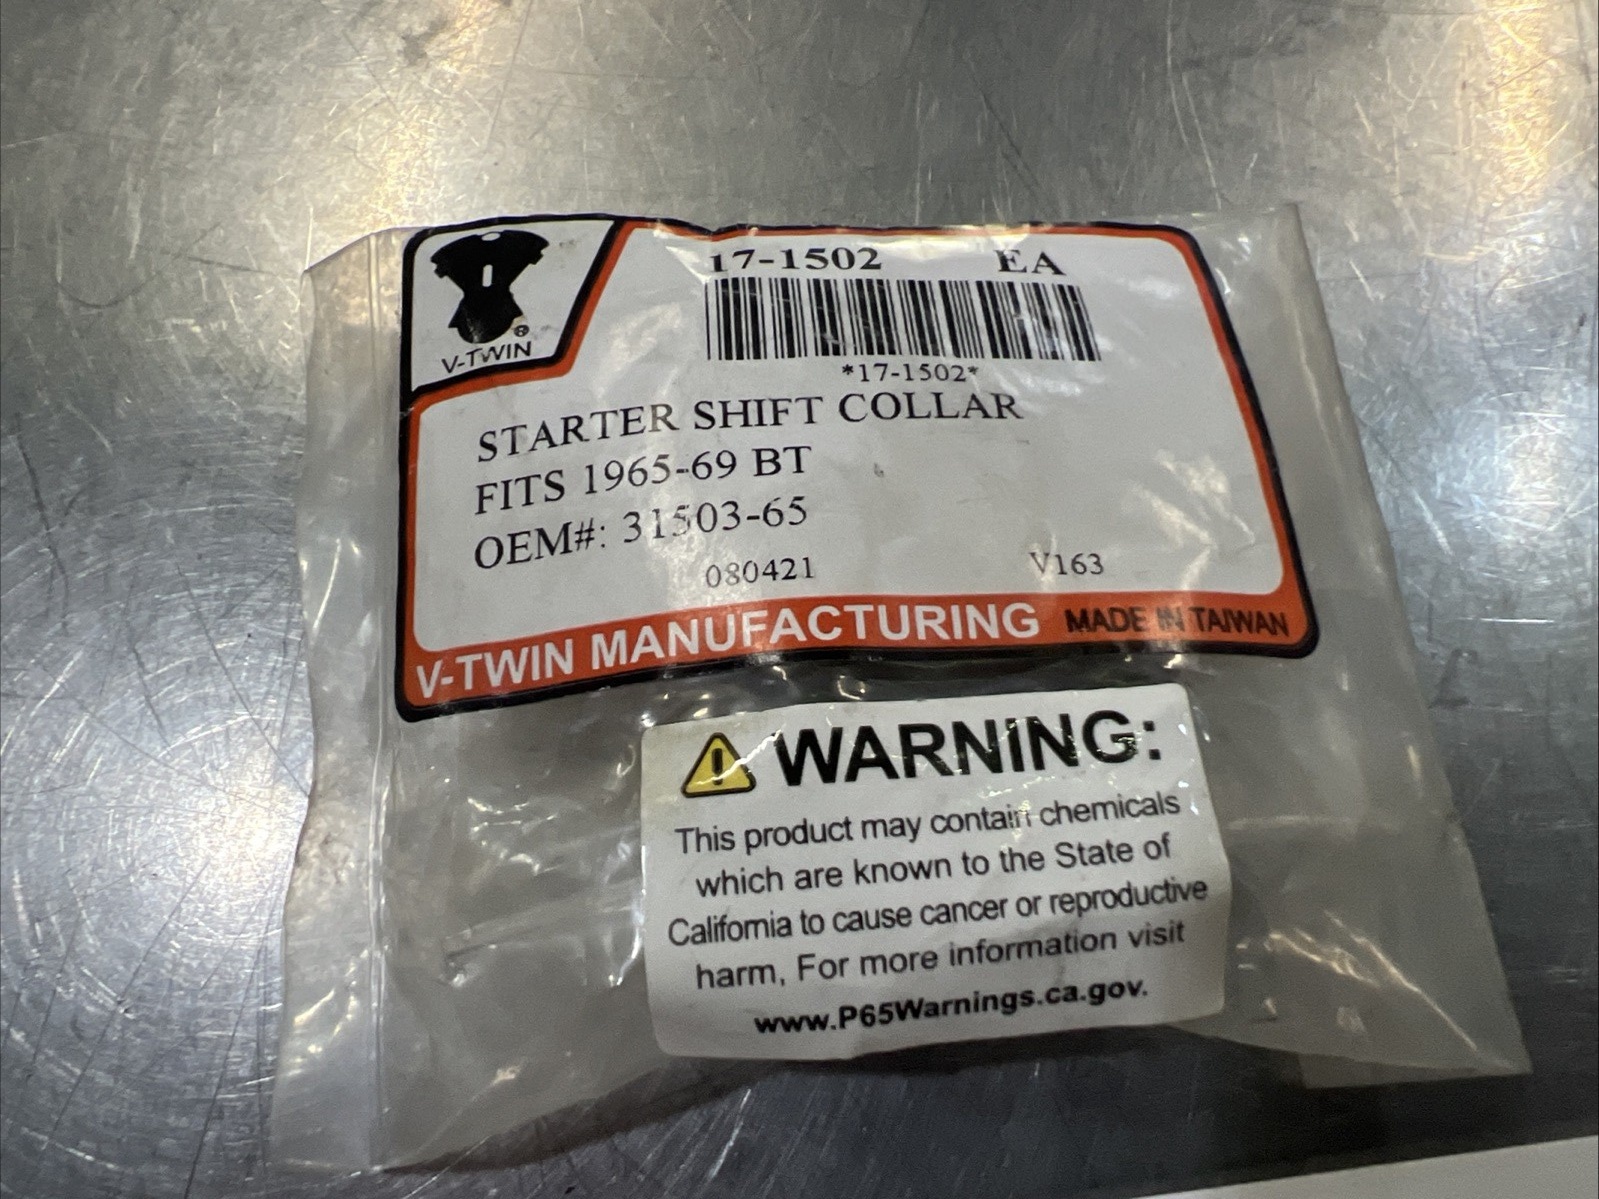 17-1502 EA
*17-1502*
V-TWIN
®
STARTER SHIFT COLLAR
FITS 1965-69 BT
OEM#: 31503-65
080421 V163
V-TWIN MANUFACTURING MADE IN TAIWAN
WARNING:
This product may contain chemicals
which are known to the State of
California to cause cancer or reproductive
harm, For more information visit
www.P65Warnings.ca.gov.